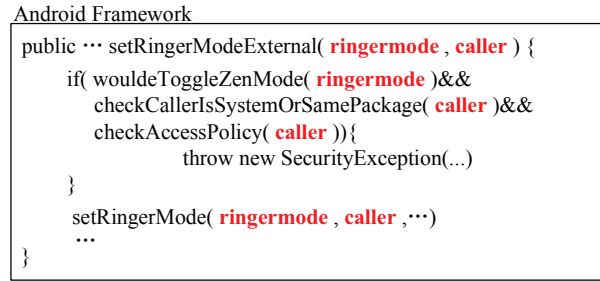 Android Framework
public ··· setRingerModeExternal( ringermode , caller ) {
if( wouldeToggleZenMode( ringermode )&&
checkCallerIsSystemOrSamePackage( caller )&&
checkAccessPolicy( caller )){
throw new SecurityException(...)
}
setRingerMode( ringermode , caller ,···)
···
}